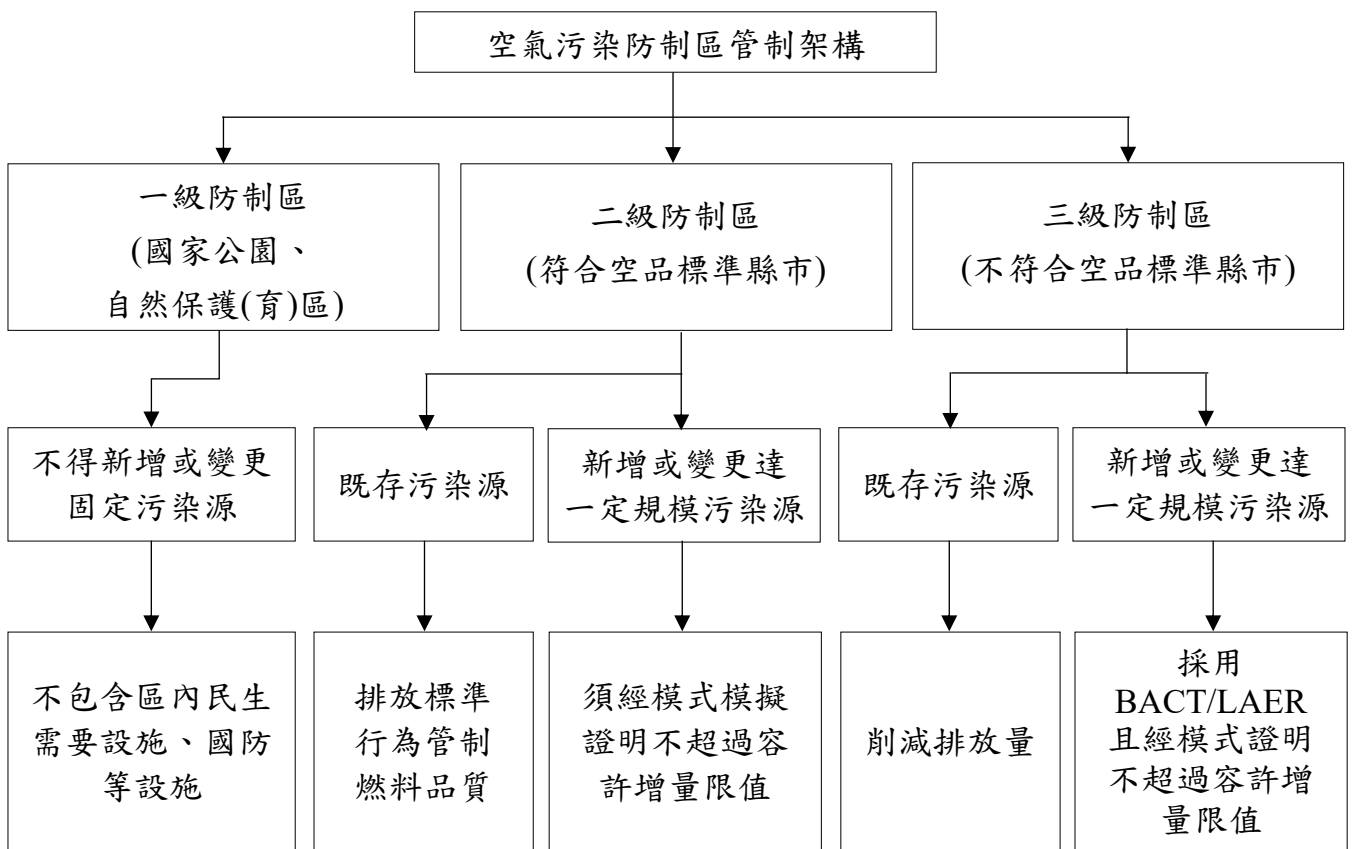 空氣污染防制區管制架構
一級防制區
(國家公園、
自然保護(育)區)
二級防制區
(符合空品標準縣市)
三級防制區
(不符合空品標準縣市)
不得新增或變更
固定污染源
既存污染源
新增或變更達
一定規模污染源
既存污染源
新增或變更達
一定規模污染源
不包含區內民生
需要設施、國防
等設施
排放標準
行為管制
燃料品質
須經模式模擬
證明不超過容
許增量限值
削減排放量
採用
BACT/LAER
且經模式證明
不超過容許增
量限值